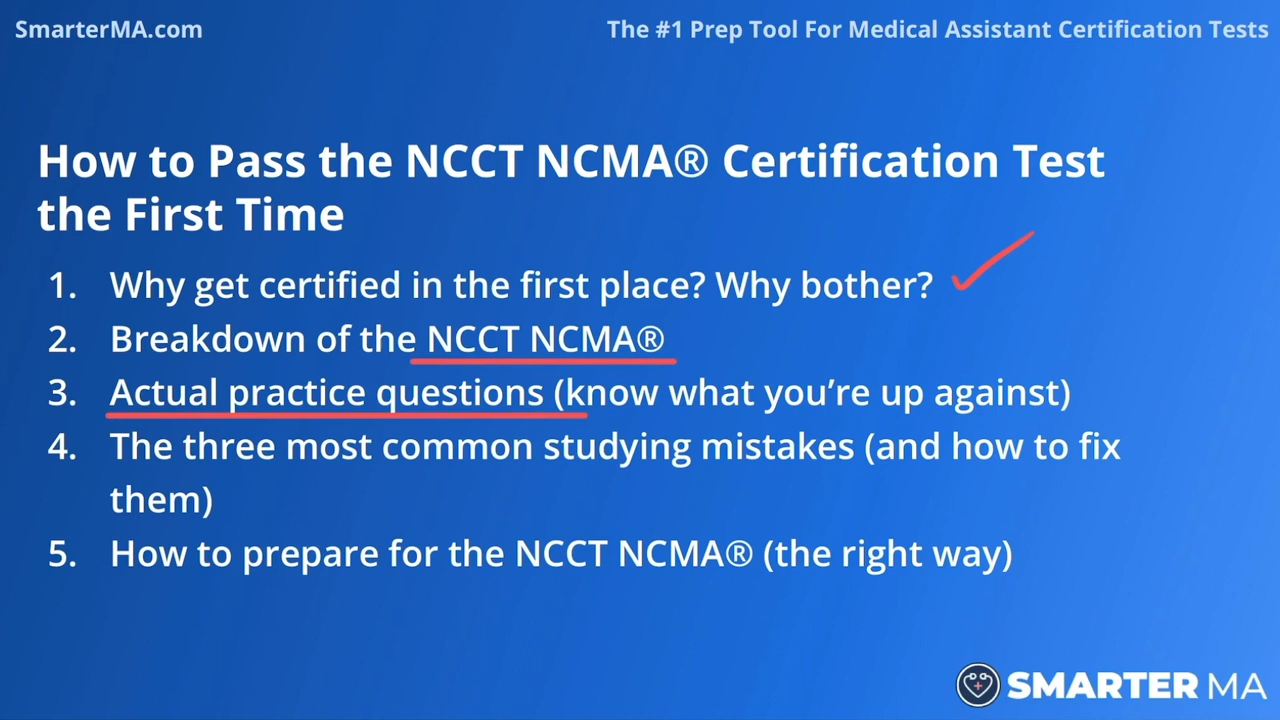 SmarterMA.com
The #1 Prep Tool For Medical Assistant Certification Tests
How to Pass the NCCT NCMA® Certification Test
the First Time
1. Why get certified in the first place? Why bother?
2. Breakdown of the NCCT NCMA®
3. Actual practice questions (know what you’re up against)
4. The three most common studying mistakes (and how to fix
them)
5. How to prepare for the NCCT NCMA® (the right way)
SMARTER MA